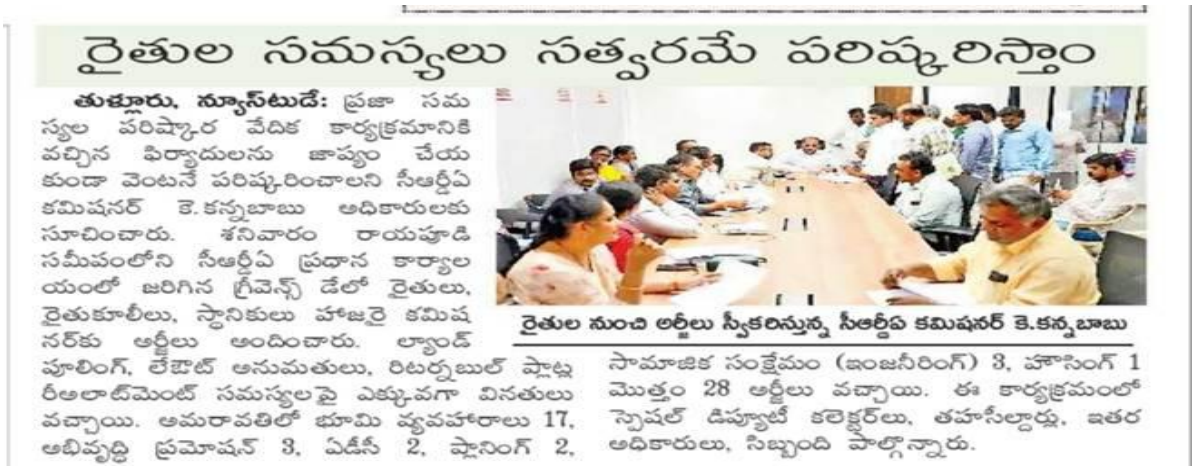 రైతుల సమస్యలు సత్వరమే పరిష్కరిస్తాం
తుళ్లూరు, న్యూస్‌టుడే: ప్రజా సమ
స్యల పరిష్కార వేదిక కార్యక్రమానికి
వచ్చిన ఫిర్యాదులను జాప్యం చేయ
కుండా వెంటనే పరిష్కరించాలని సీఆర్డీఏ
కమిషనర్ కె.కన్నబాబు అధికారులకు
సూచించారు. శనివారం రాయపూడి
సమీపంలోని సీఆర్డీఏ ప్రధాన కార్యాల
యంలో జరిగిన గ్రీవెన్స్ డేలో రైతులు,
రైతుకూలీలు, స్థానికులు హాజరై కమిష
నర్‌కు అర్జీలు అందించారు. ల్యాండ్
పూలింగ్, లేఔట్ అనుమతులు, రిటర్నబుల్ ప్లాట్ల
రీఅలాట్‌మెంట్ సమస్యలపై ఎక్కువగా వినతులు
వచ్చాయి. అమరావతిలో భూమి వ్యవహారాలు 17,
అభివృద్ధి ప్రమోషన్ 3, ఏడీసీ 2, ప్లానింగ్ 2,
రైతుల నుంచి అర్జీలు స్వీకరిస్తున్న సీఆర్డీఏ కమిషనర్ కె.కన్నబాబు
సామాజిక సంక్షేమం (ఇంజనీరింగ్) 3, హౌసింగ్ 1
మొత్తం 28 అర్జీలు వచ్చాయి. ఈ కార్యక్రమంలో
స్పెషల్ డిప్యూటీ కలెక్టర్‌లు, తహసీల్దార్లు, ఇతర
అధికారులు, సిబ్బంది పాల్గొన్నారు.